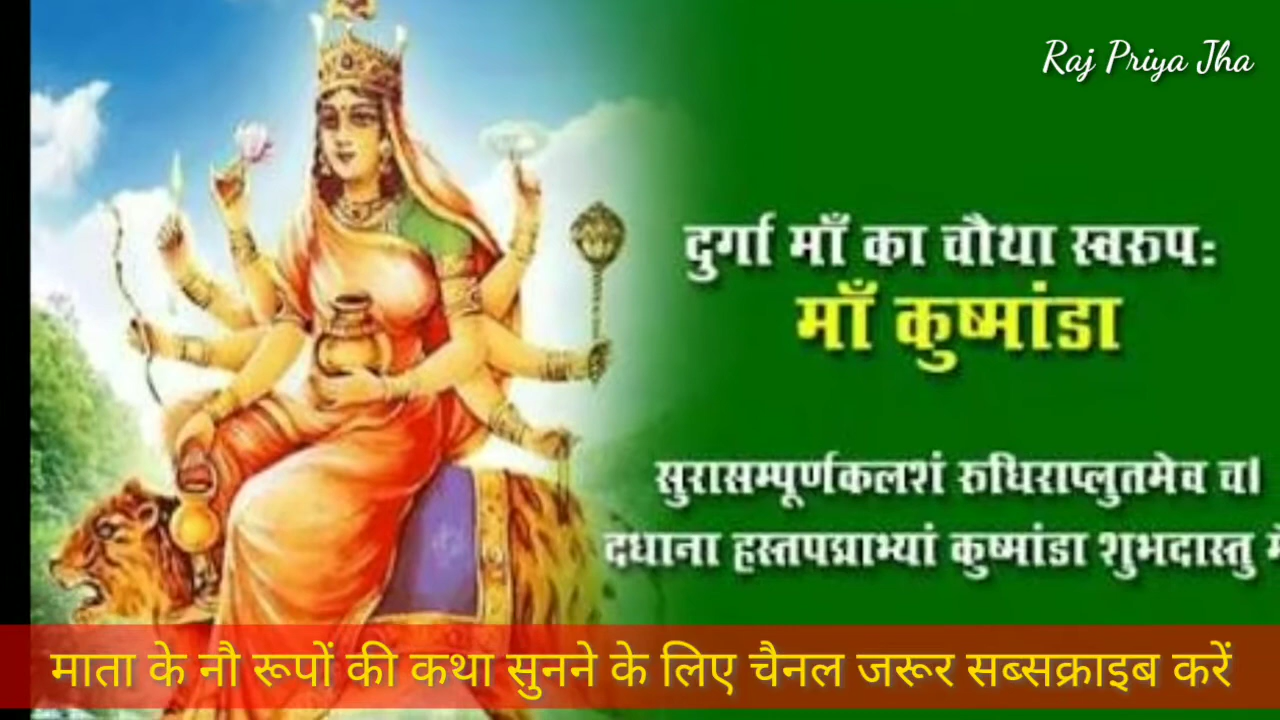 Raj Priya Jha
दुर्गा माँ का चौथा स्वरुपः
माँ कुष्मांडा
सुरासम्पूर्णकलशं रुधिराप्लुतमेव च।
दधाना हस्तपद्माभ्यां कुष्मांडा शुभदास्तु
माता के नौ रूपों की कथा सुनने के लिए चैनल जरूर सब्सक्राइब करें